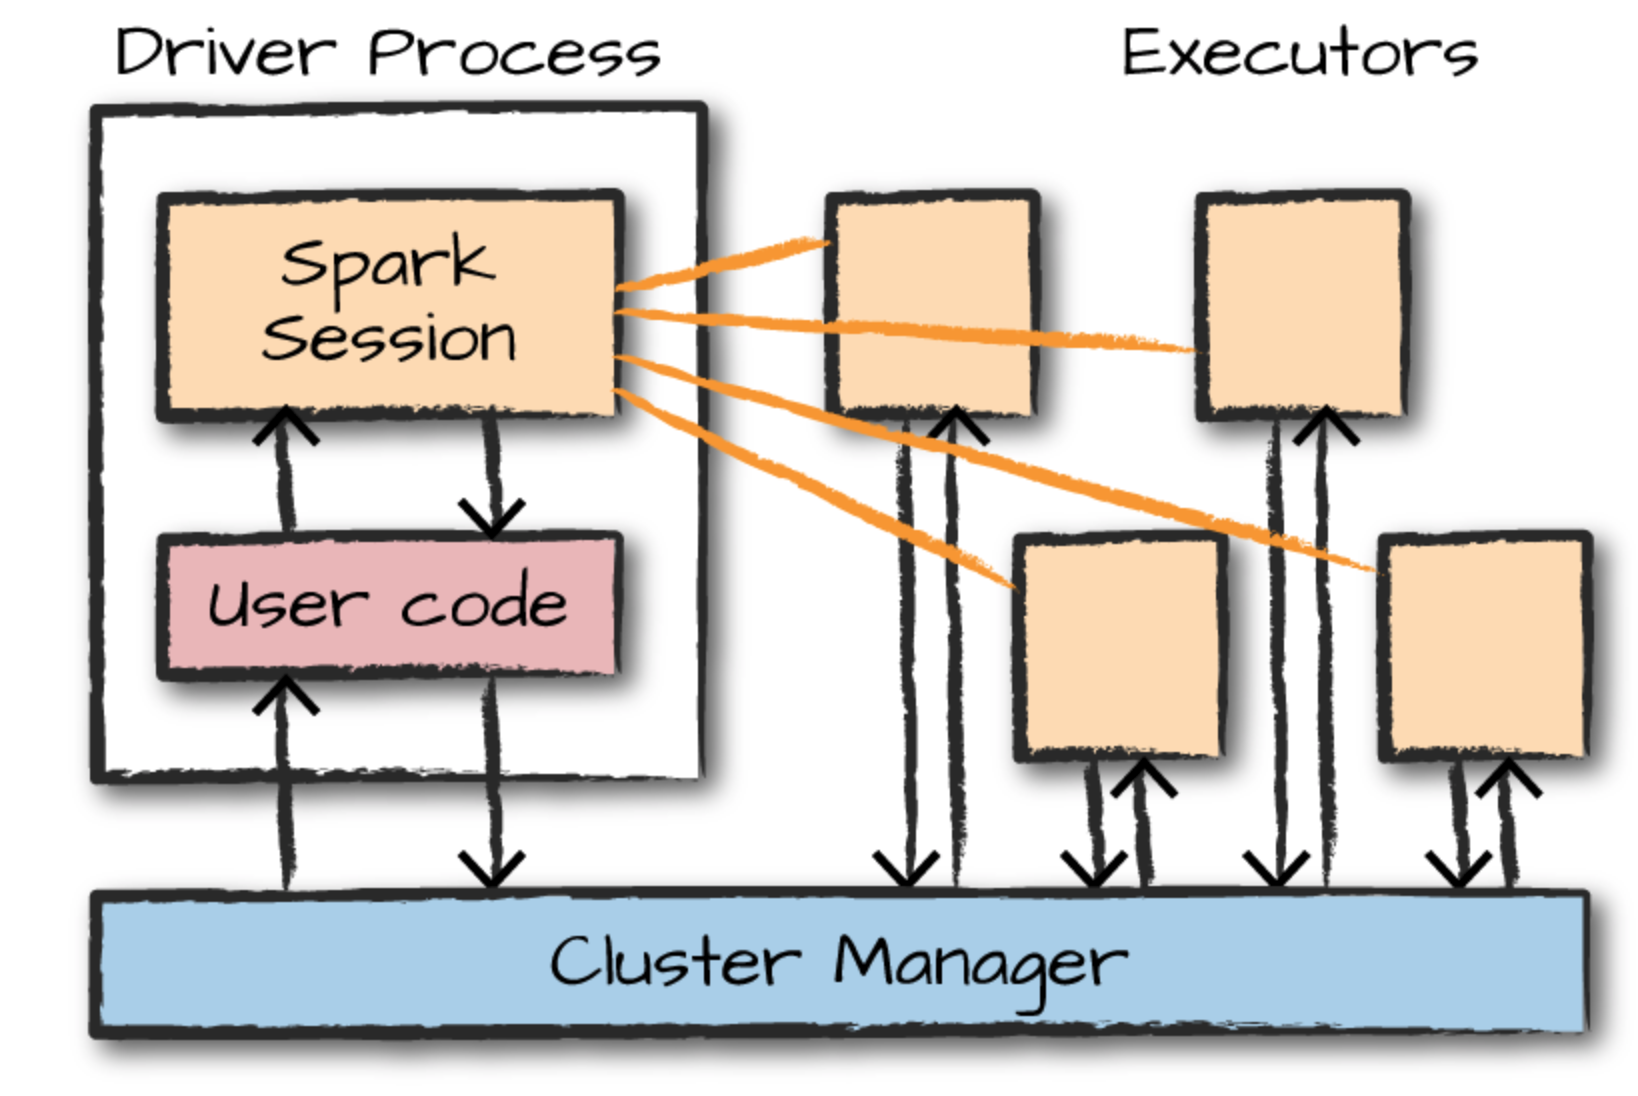 Driver Process
Executors
Spark
Session
User code
Cluster Manager